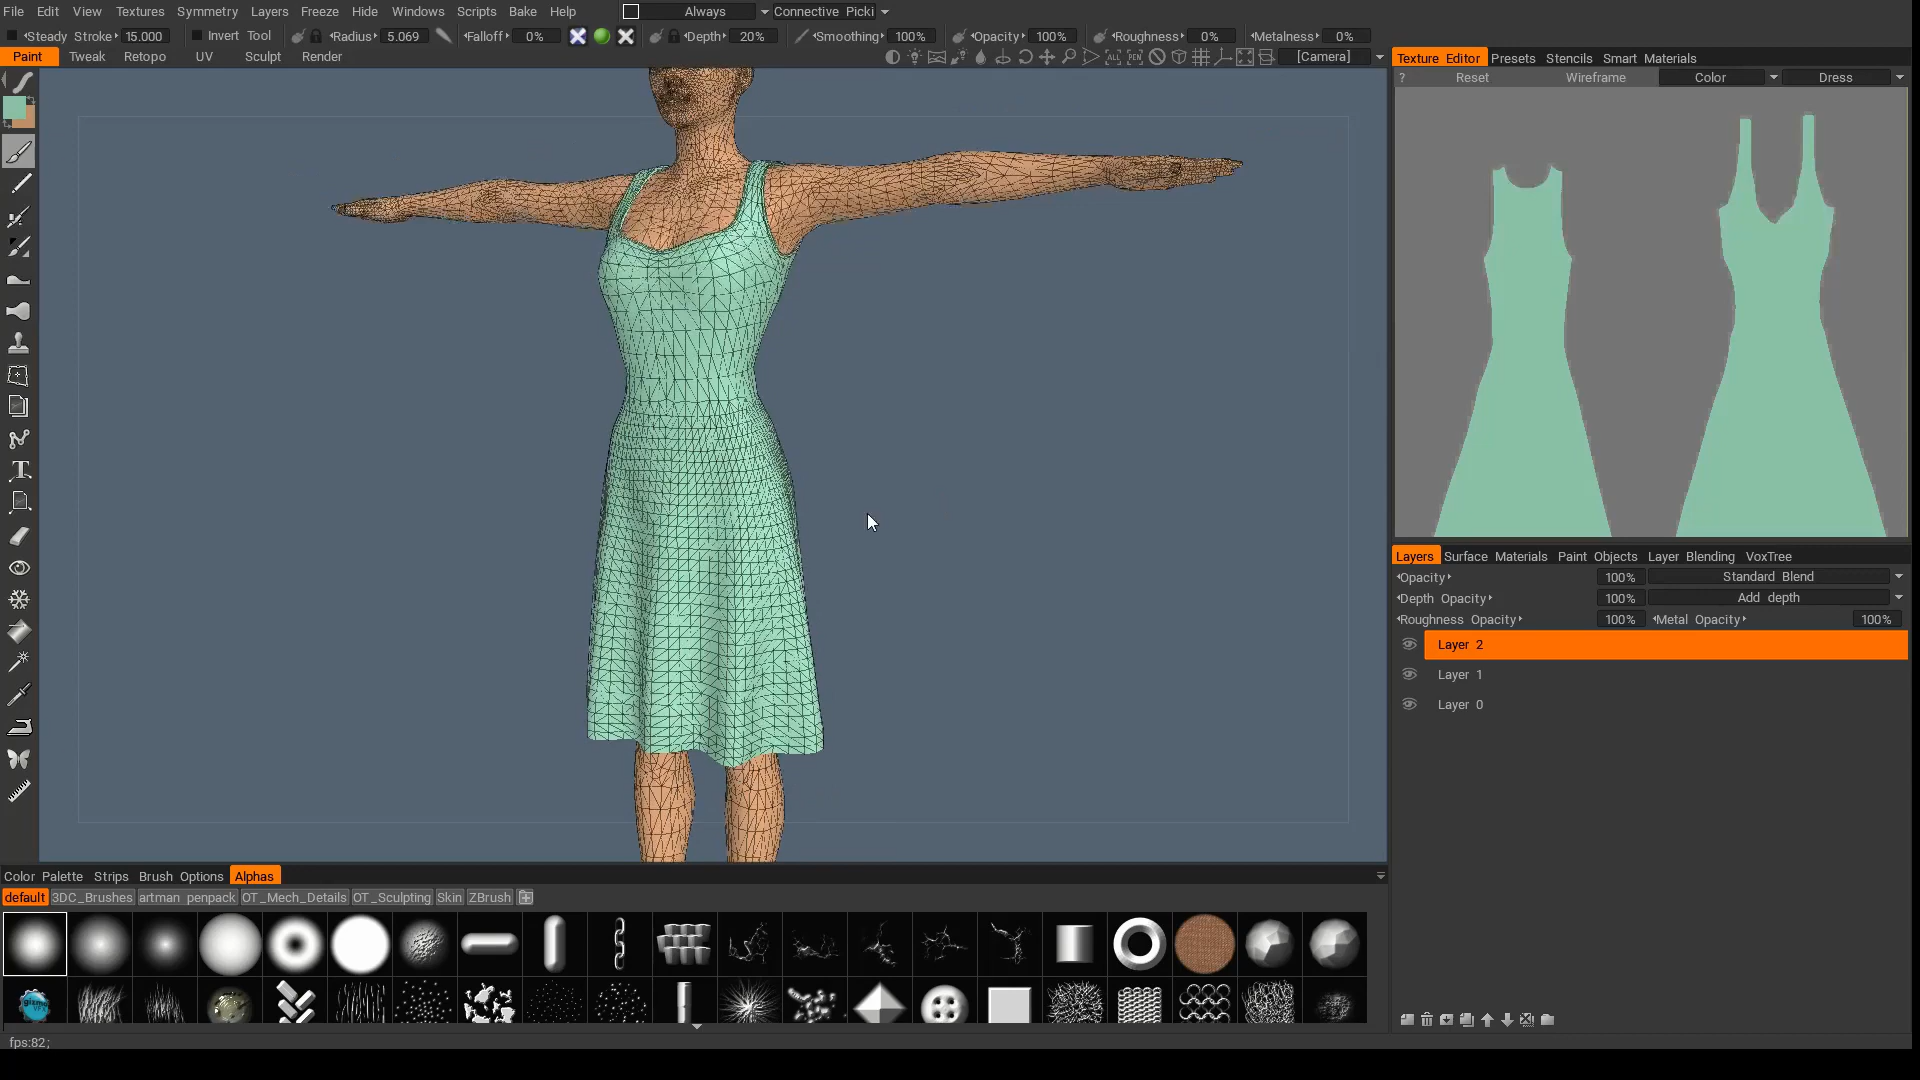 File Edit View Textures Symmetry Layers Freeze Hide Windows Scripts Bake Help Always Connective Picki
Steady Stroke 15.000 Invert Tool Radius 5.069 Falloff 0% Depth 20% Smoothing 100% Opacity 100% Roughness 0% Metalness 0%
Paint Tweak Retopo UV Sculpt Render ALL PEN [Camera]
Texture Editor Presets Stencils Smart Materials
? Reset Wireframe Color Dress
Layers Surface Materials Paint Objects Layer Blending VoxTree
Opacity 100% Standard Blend
Depth Opacity 100% Add depth
Roughness Opacity 100% Metal Opacity 100%
Layer 2
Layer 1
Layer 0
Color Palette Strips Brush Options Alphas
default 3DC_Brushes artman penpack OT_Mech_Details OT_Sculpting Skin ZBrush
gizmo
fps:82;